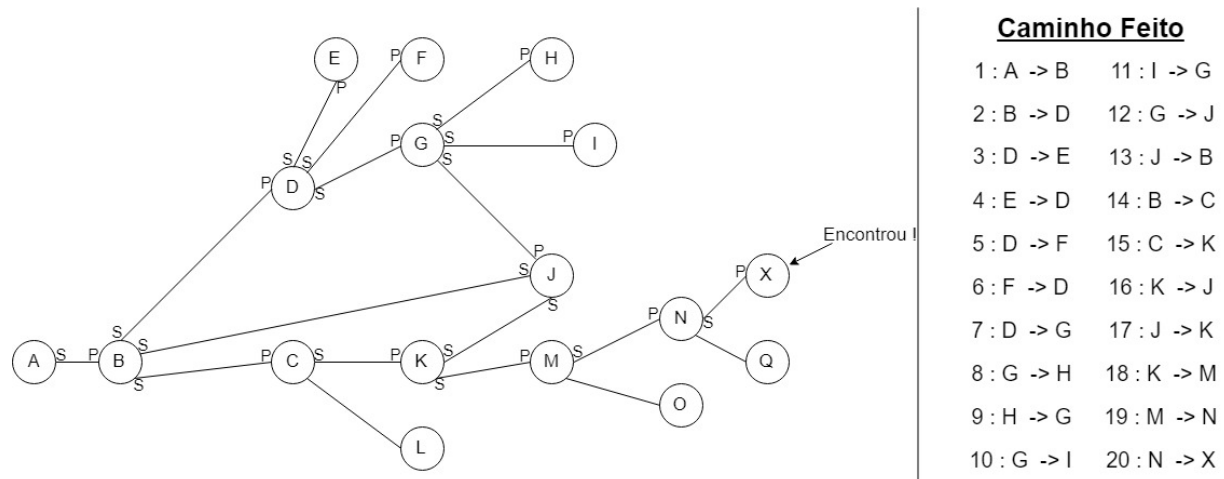 Caminho Feito
1 : A -> B
2 : B -> D
3 : D -> E
4 : E -> D
5 : D -> F
6 : F -> D
7 : D -> G
8 : G -> H
9 : H -> G
10 : G -> I
11 : I -> G
12 : G -> J
13 : J -> B
14 : B -> C
15 : C -> K
16 : K -> J
17 : J -> K
18 : K -> M
19 : M -> N
20 : N -> X
E
P
P F
P H
S
P G S
P I
S
S S
P D
S
Encontrou !
P
S J
S
P X
P N
S
A S
S
P B S
S
P C S
P K S
S
P M S
Q
O
L